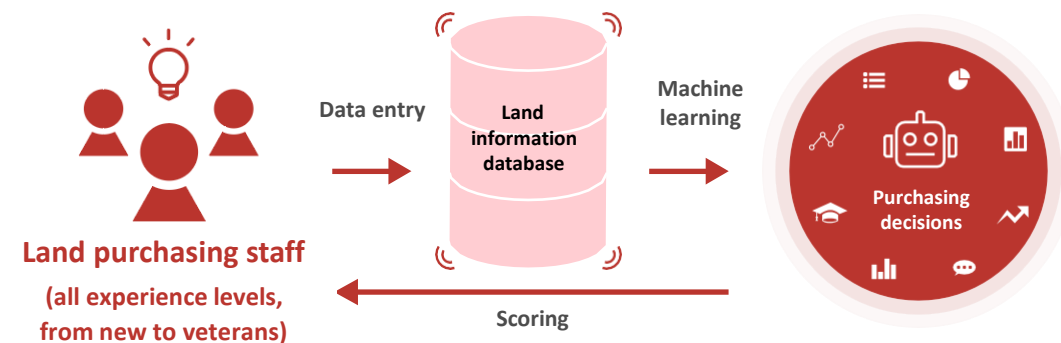 Data entry
Land
information
database
Machine
learning
Purchasing
decisions
Land purchasing staff
(all experience levels,
from new to veterans)
Scoring